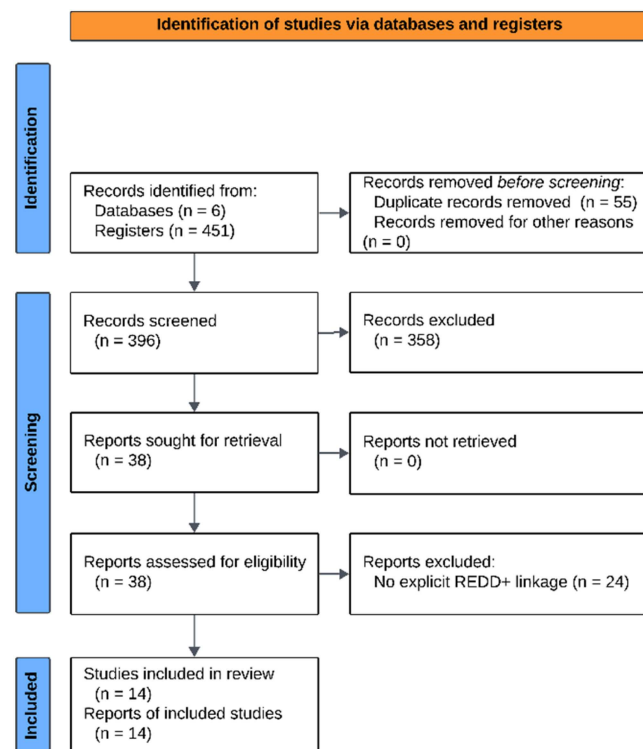 Identification of studies via databases and registers
Identification
Records identified from:
Databases (n = 6)
Registers (n = 451)
Records removed before screening:
Duplicate records removed (n = 55)
Records removed for other reasons
(n = 0)
Screening
Records screened
(n = 396)
Records excluded
(n = 358)
Reports sought for retrieval
(n = 38)
Reports not retrieved
(n = 0)
Reports assessed for eligibility
(n = 38)
Reports excluded:
No explicit REDD+ linkage (n = 24)
Included
Studies included in review
(n = 14)
Reports of included studies
(n = 14)